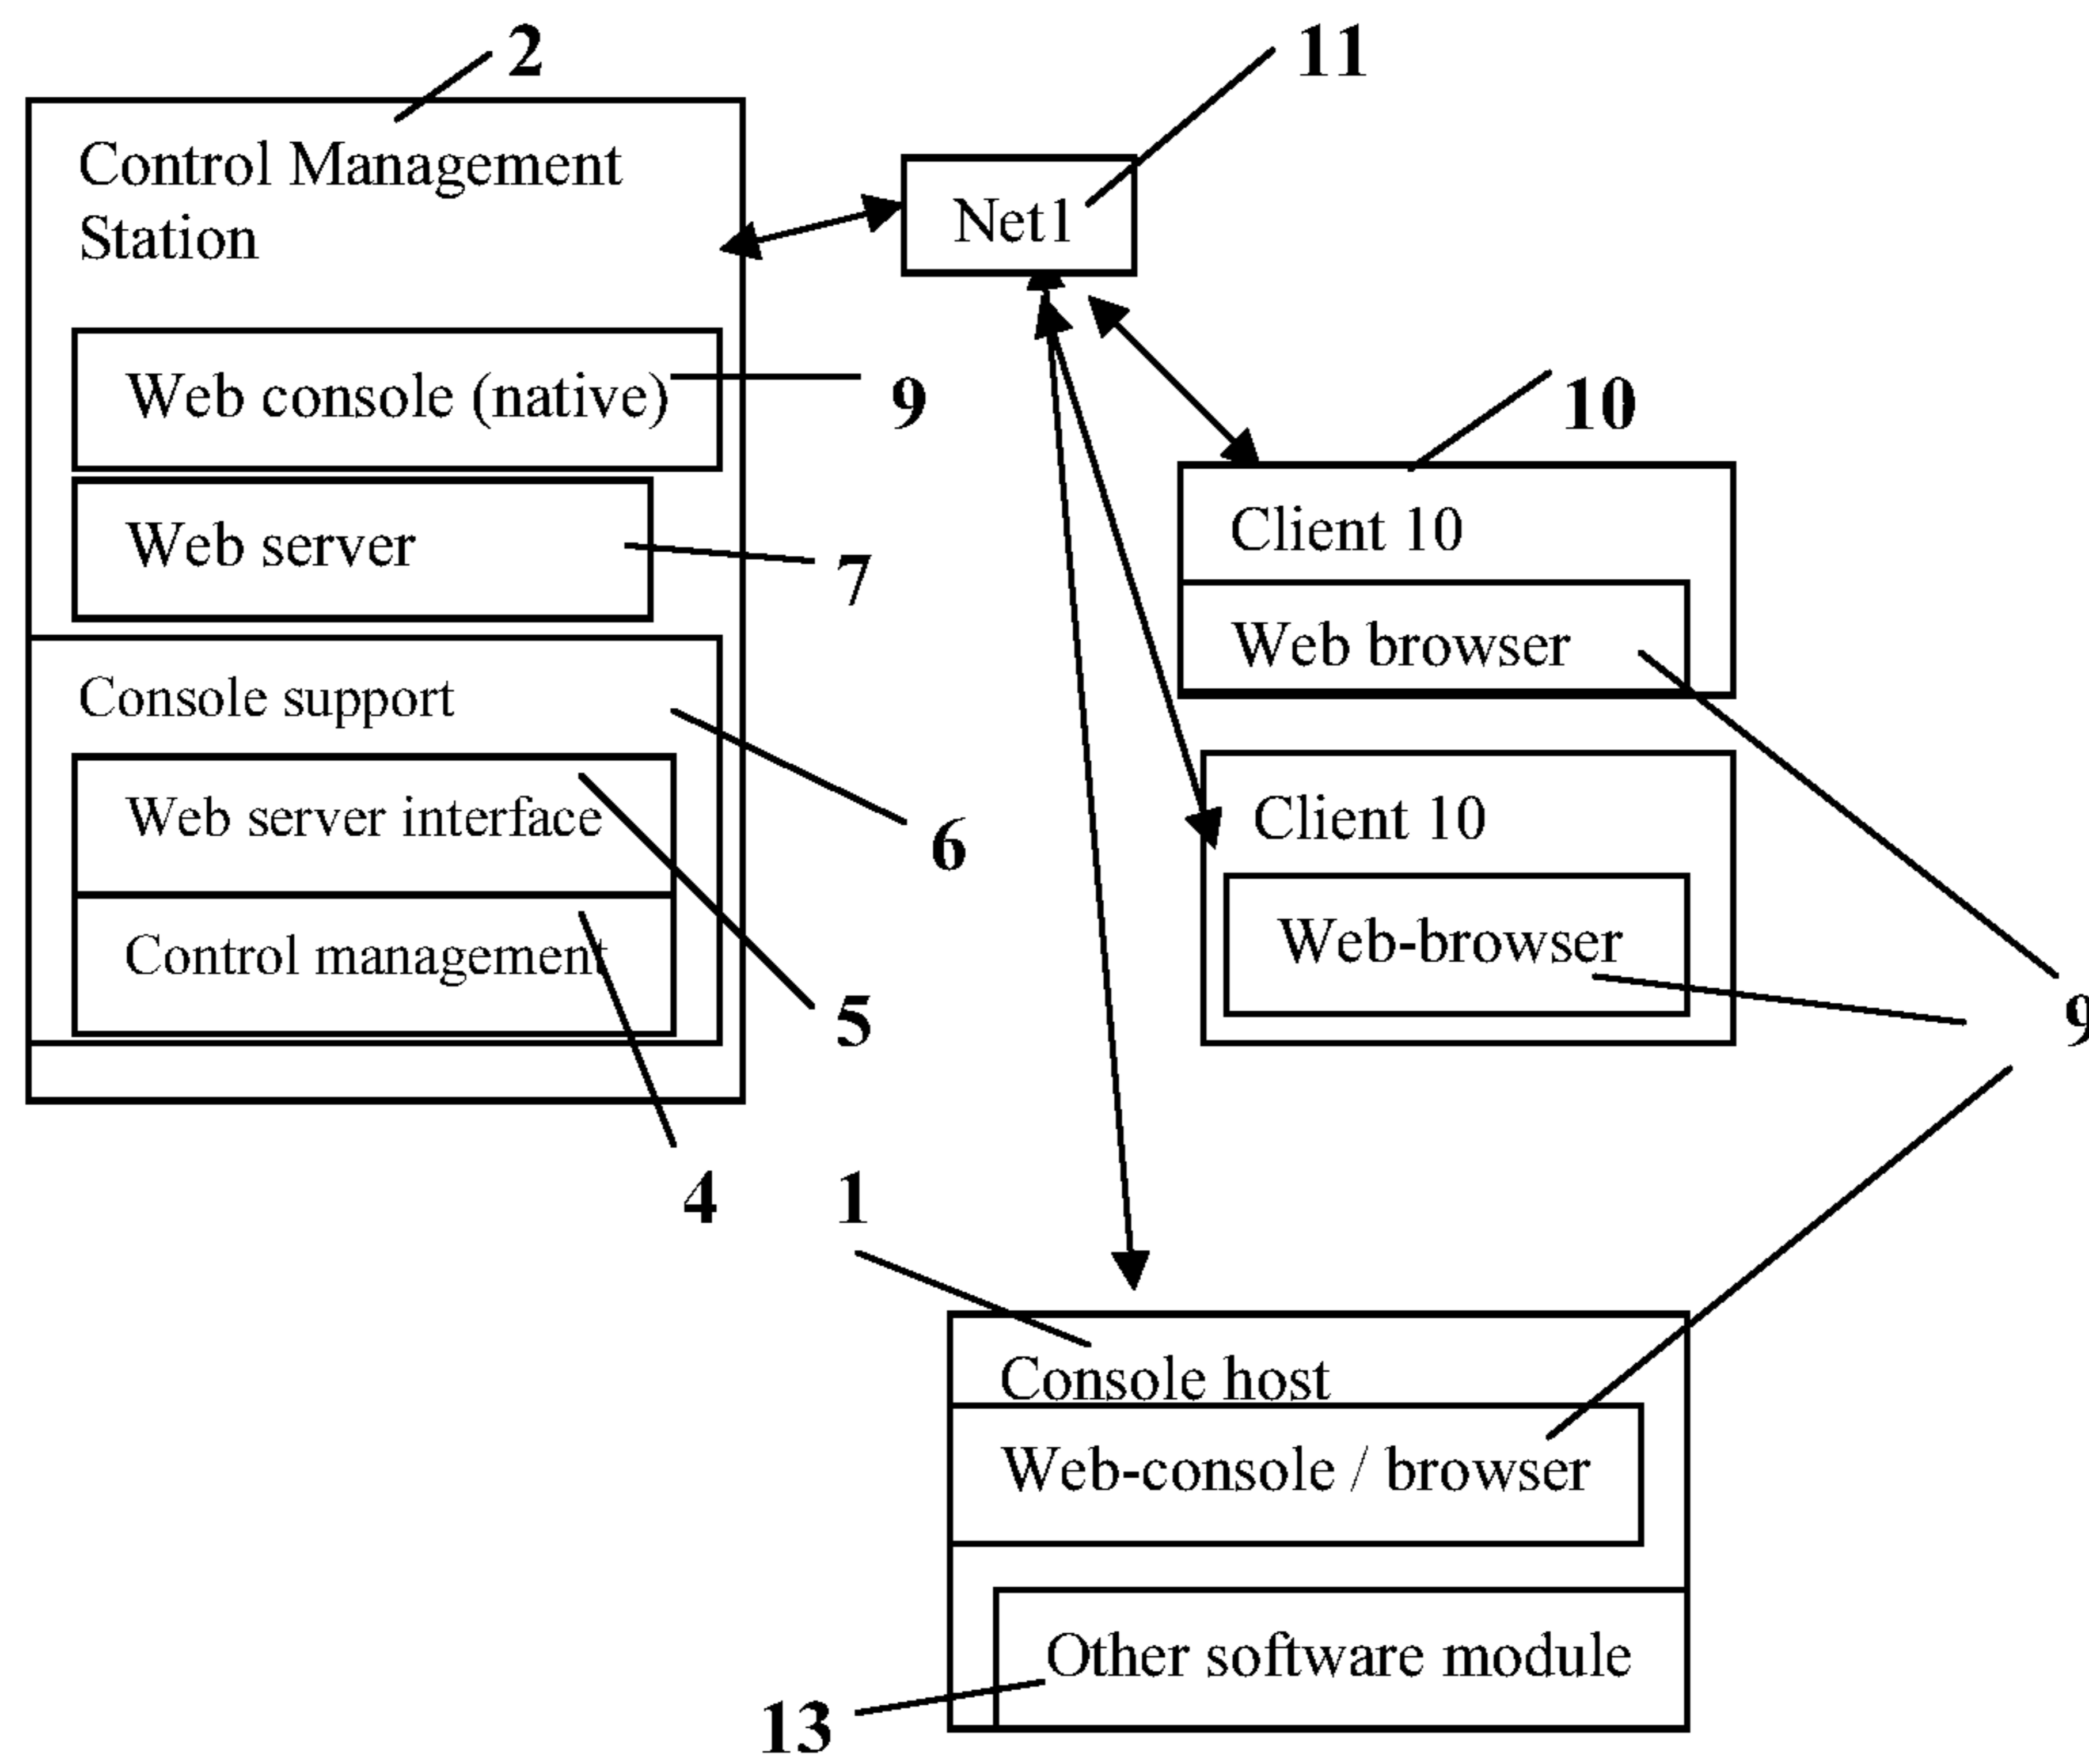 2
11
Control Management
Station
Net1
Web console (native)
9
10
Web server
7
Client 10
Web browser
Console support
6
Web server interface
Client 10
Web-browser
Control management
5
9
4
1
Console host
Web-console / browser
Other software module
13